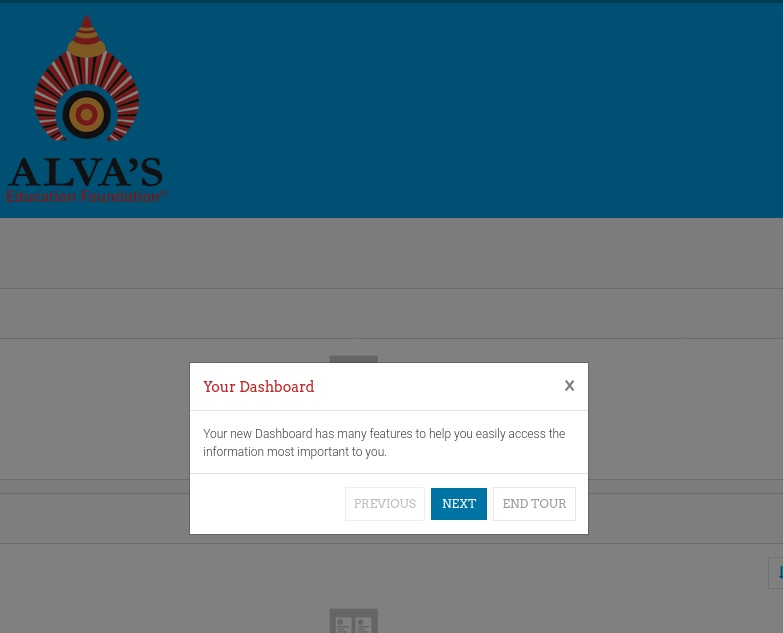 ALVA'S
Education Foundation®
Your Dashboard
X
Your new Dashboard has many features to help you easily access the
information most important to you.
PREVIOUS NEXT END TOUR